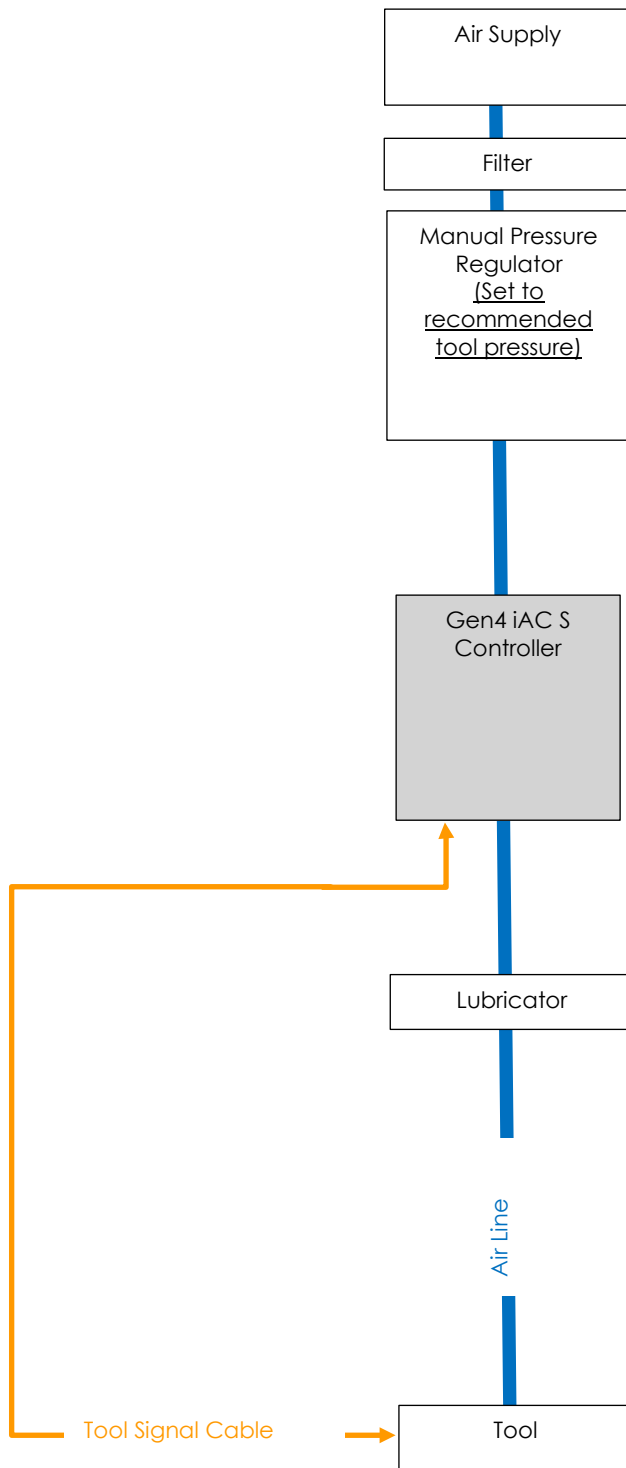 Air Supply
Filter
Manual Pressure
Regulator
(Set to
recommended
tool pressure)
Gen4 iAC S
Controller
Lubricator
Air Line
Tool Signal Cable
Tool